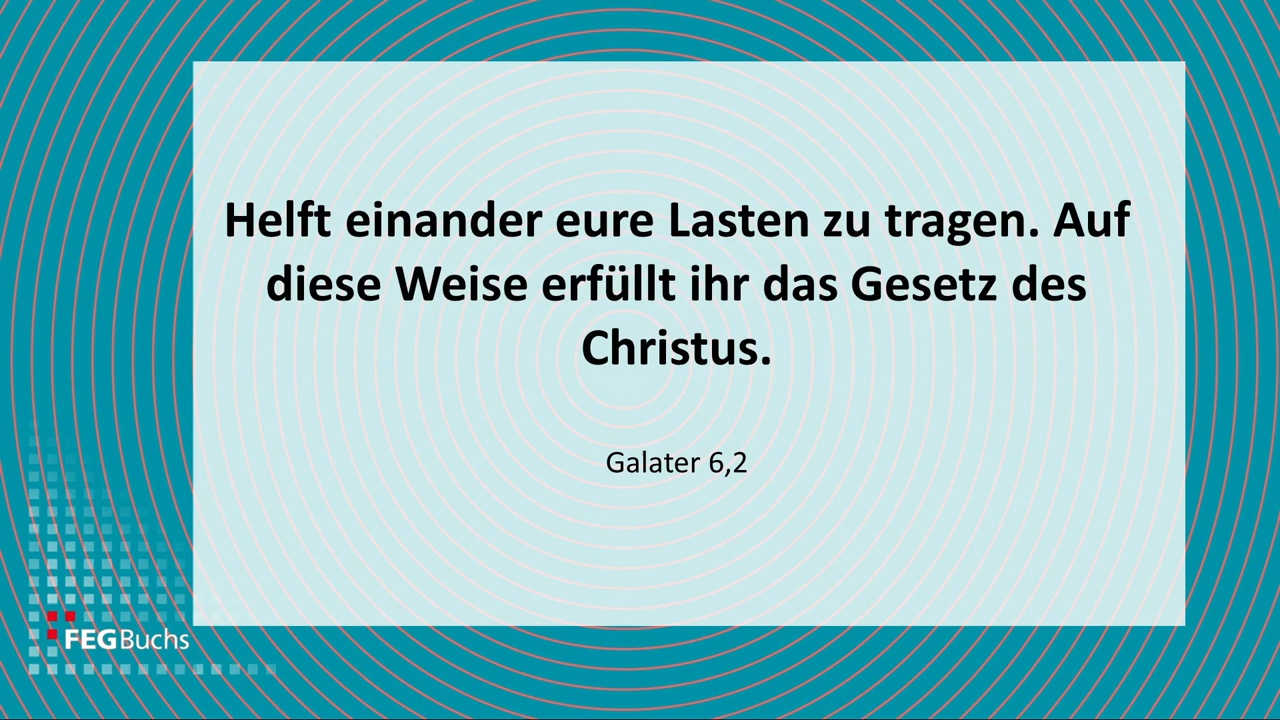 Helft einander eure Lasten zu tragen. Auf
diese Weise erfüllt ihr das Gesetz des
Christus.
Galater 6,2
FEGBuchs